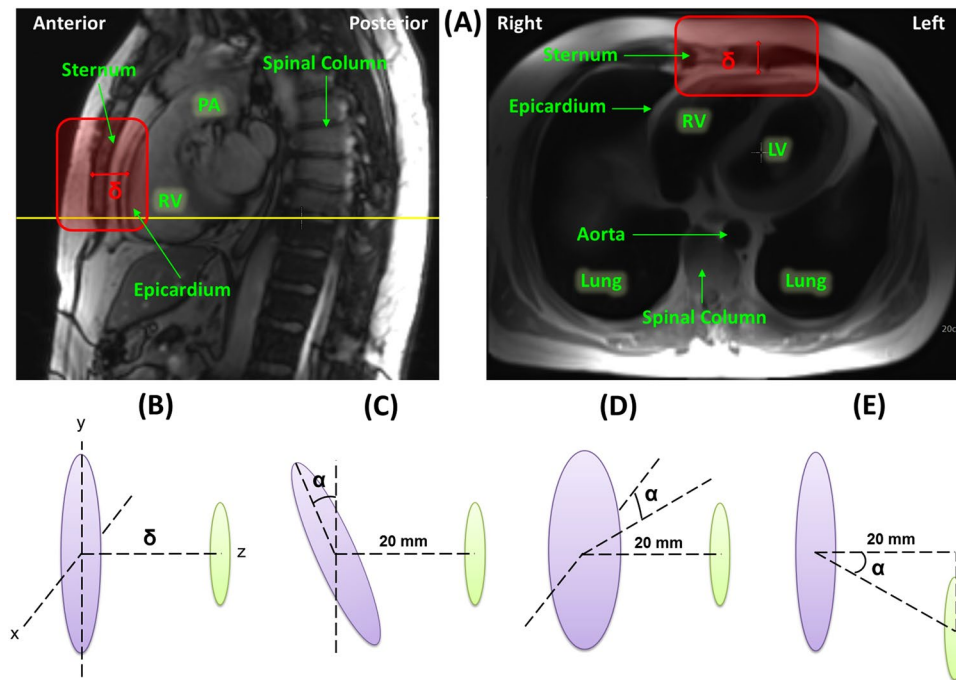 Anterior
Posterior
(A)
Right
Left
Sternum
Spinal Column
PA
δ
RV
Epicardium
Sternum
δ
Epicardium
RV
LV
Aorta
Lung
Lung
Spinal Column
(B)
(C)
(D)
(E)
y
δ
z
x
α
20 mm
α
20 mm
20 mm
α